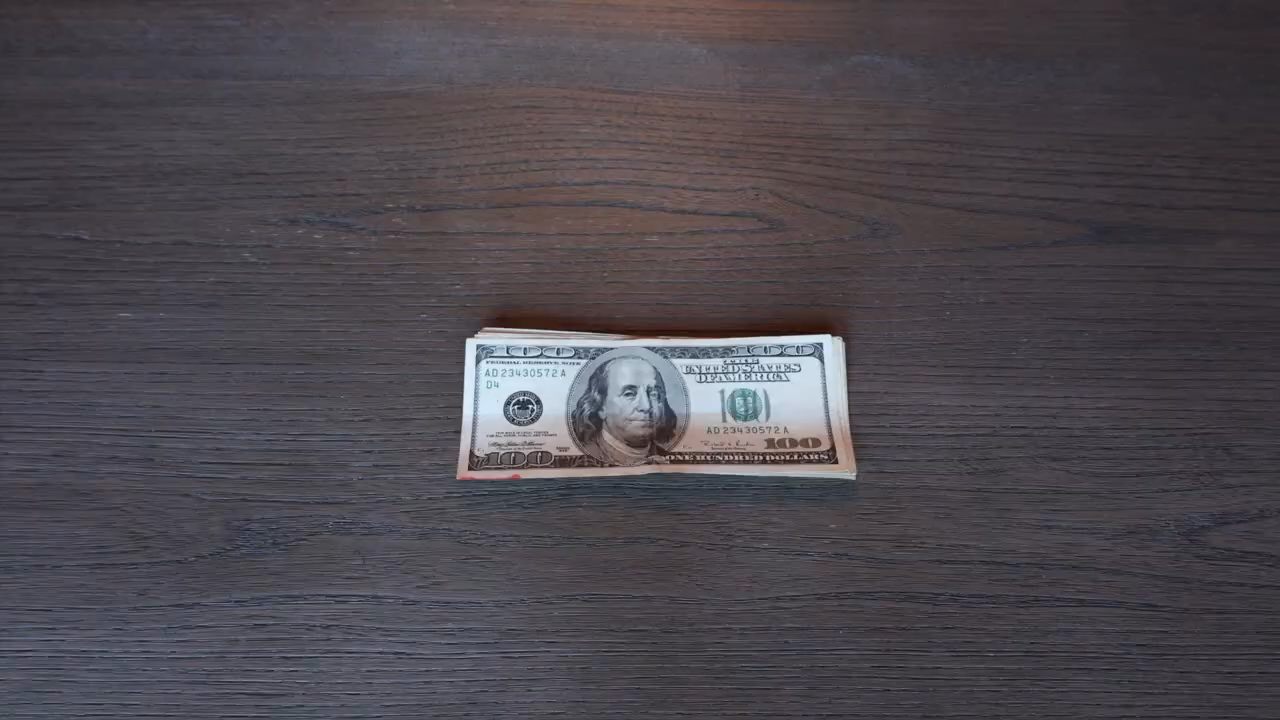 100 100
FEDERAL RESERVE NOTE
THE
UNITED STATES
OF AMERICA
AD 23430572 A
D4
100
AD 23430572 A
100
100
ONE HUNDRED DOLLARS